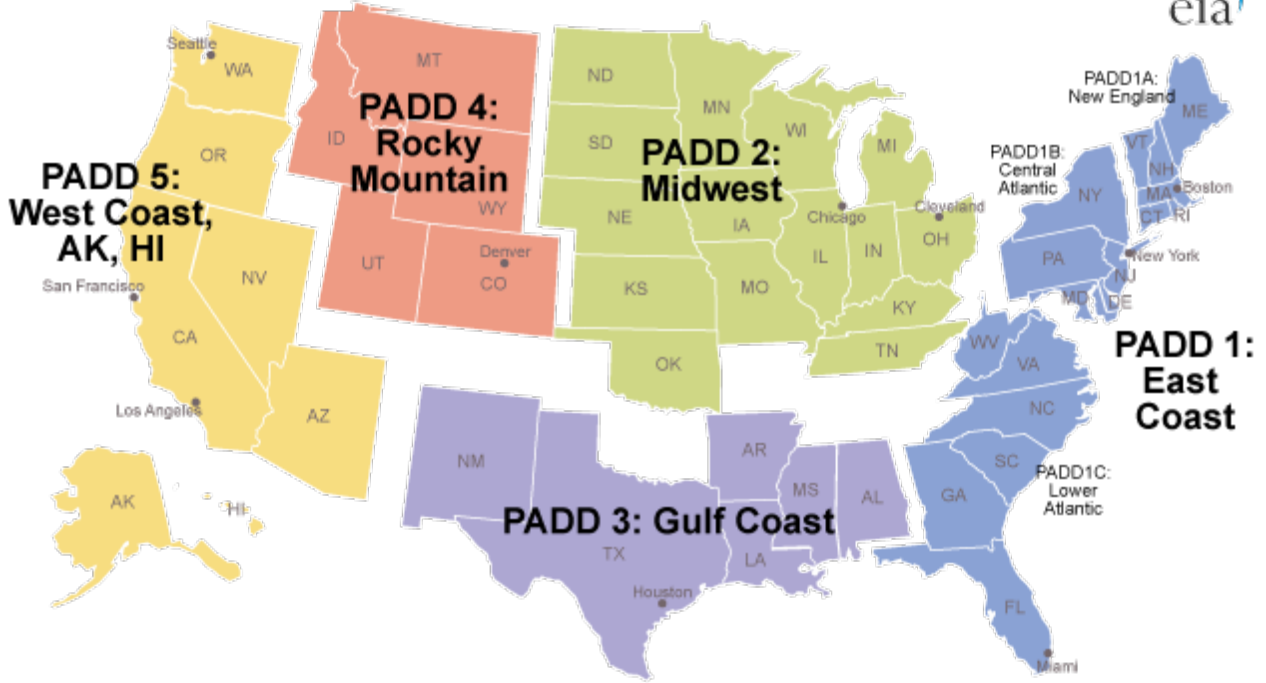 eia
Seattle
WA
MT
ND
MN
PADD1A:
New England
ME
PADD 4:
Rocky
Mountain
ID
WY
OR
SD
WI
MI
PADD 2:
Midwest
PADD1B:
Central
Atlantic
VT
NH
MA
Boston
CT
RI
NY
PADD 5:
West Coast,
AK, HI
NE
IA
Chicago
Cleveland
OH
IL
IN
PA
New York
NJ
MD
DE
UT
Denver
CO
NV
San Francisco
KS
MO
KY
CA
TN
WV
VA
PADD 1:
East
Coast
OK
Los Angeles
AZ
NC
SC
PADD1C:
Lower
Atlantic
NM
AR
MS
AL
GA
AK
HI
PADD 3: Gulf Coast
TX
LA
Houston
FL
Miami